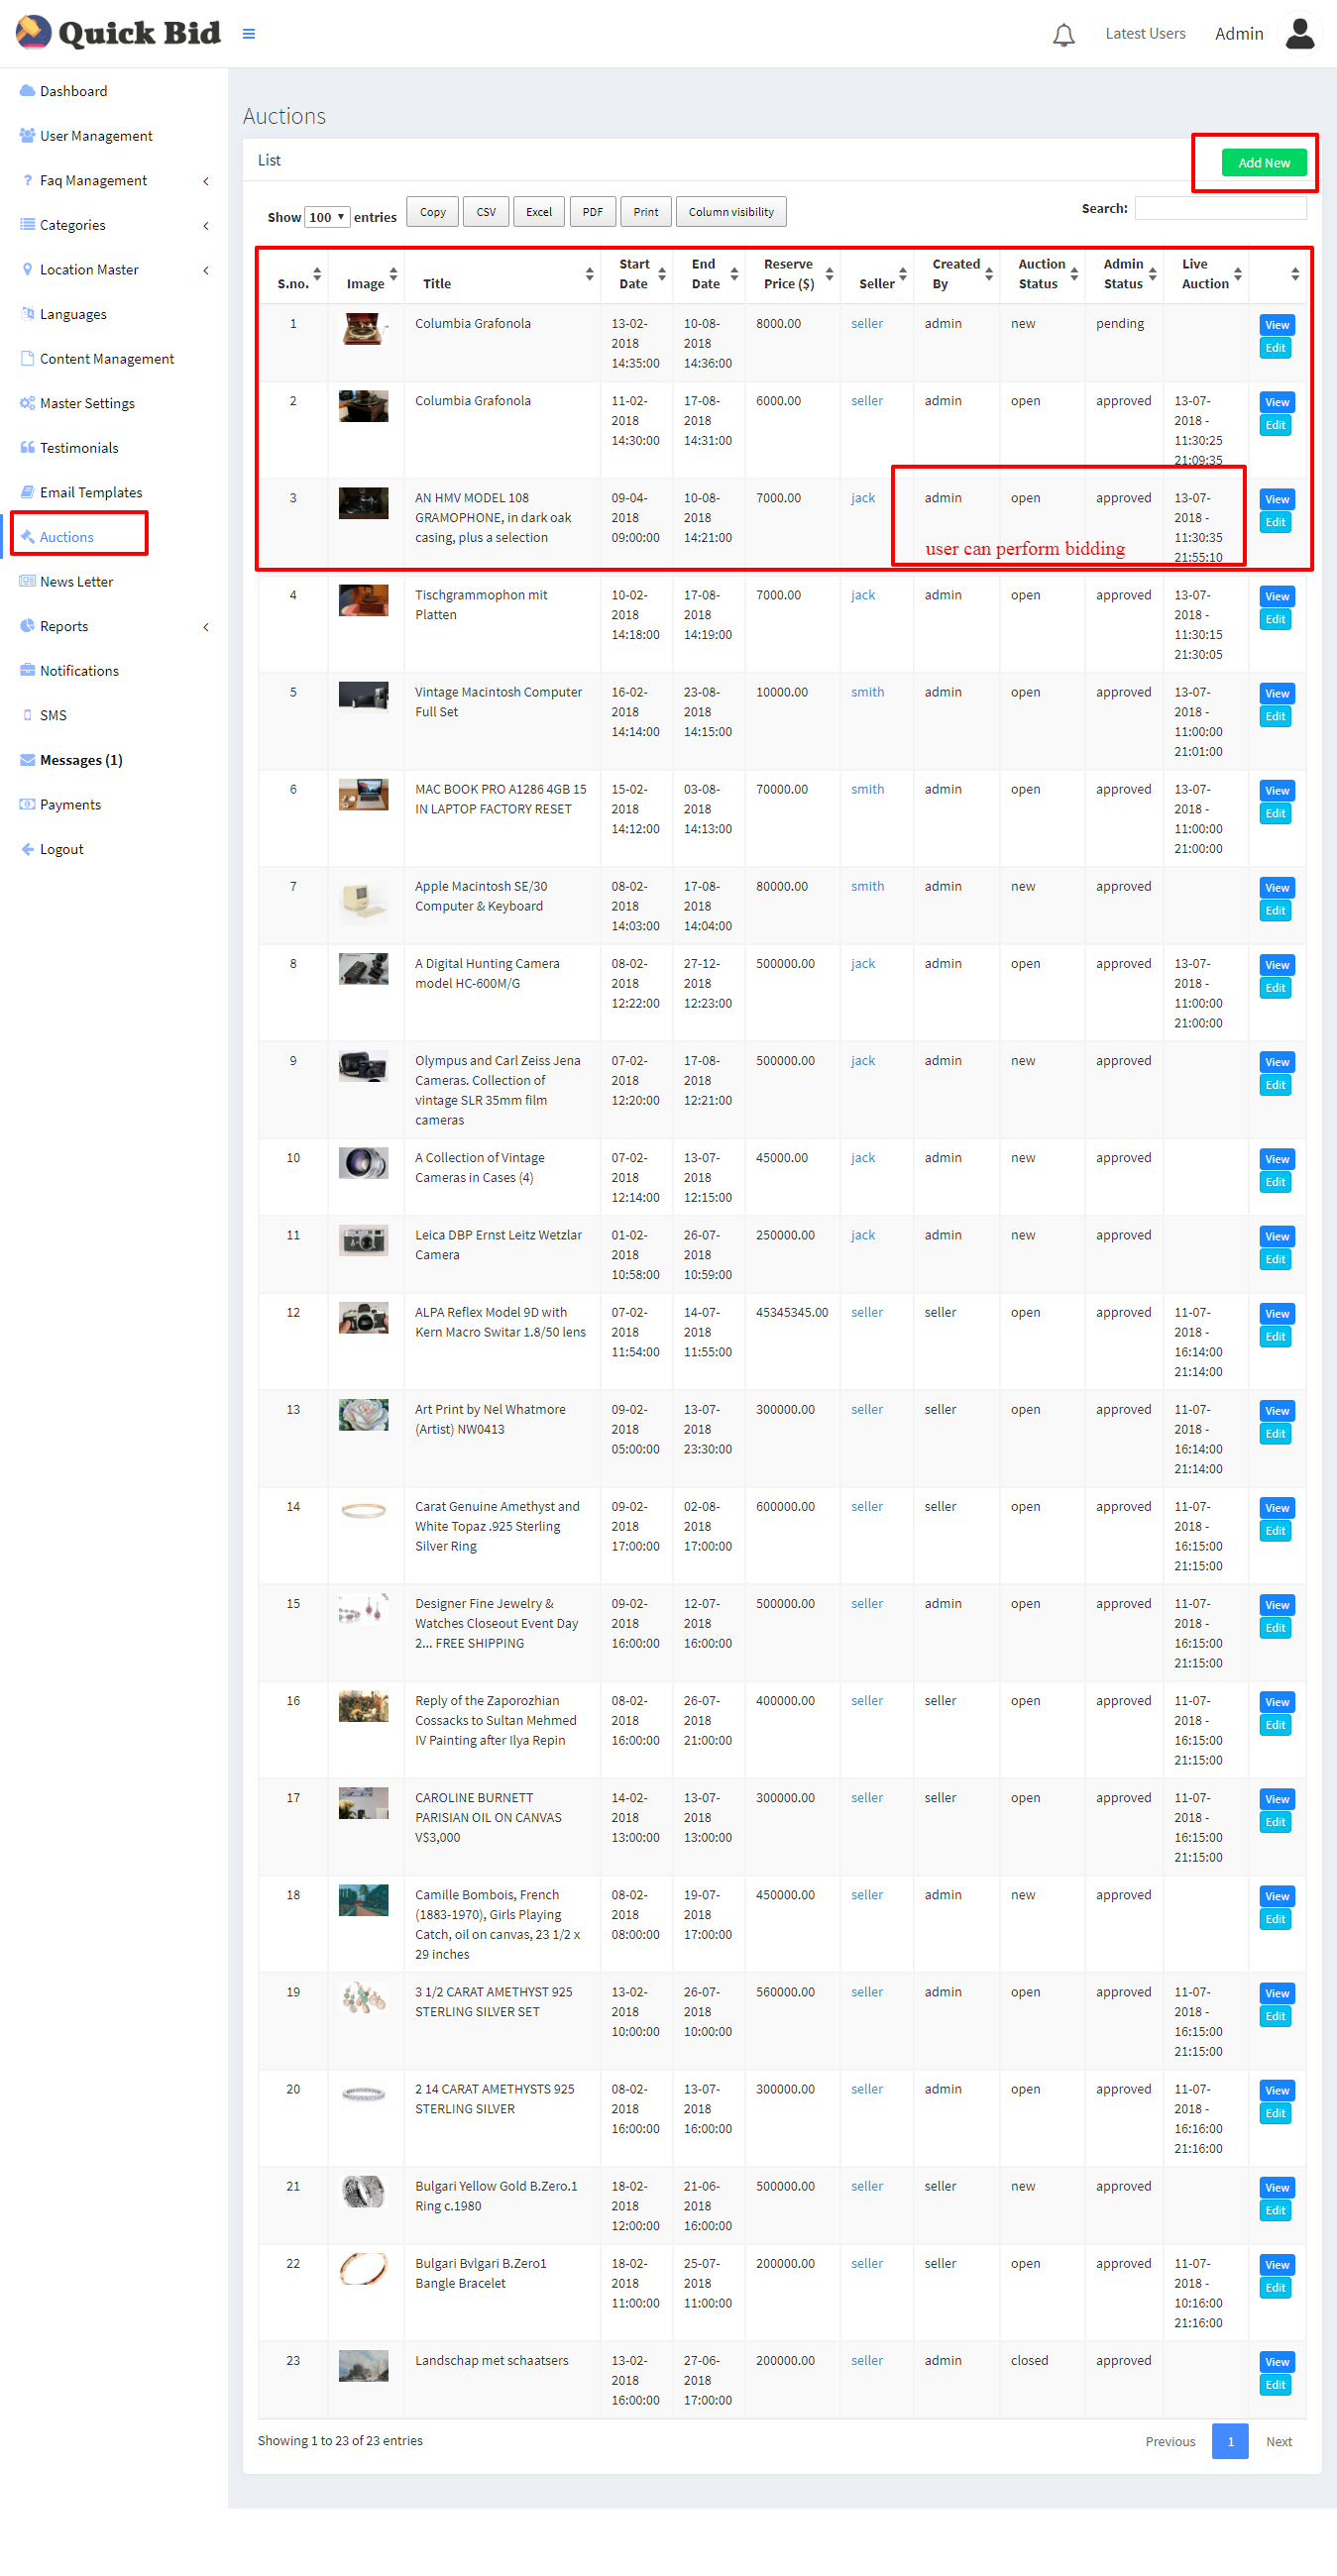 Quick Bid
Latest Users
Admin
Dashboard
User Management
Faq Management
Categories
Location Master
Languages
Content Management
Master Settings
Testimonials
Email Templates
Auctions
News Letter
Reports
Notifications
SMS
Messages (1)
Payments
Logout
Auctions
List
Add New
Show 100 entries
Copy CSV Excel PDF Print Column visibility
Search:
S.no. Image Title Start Date End Date Reserve Price ($) Seller Created By Auction Status Admin Status Live Auction
1 Columbia Grafonola 13-02-2018 14:35:00 10-08-2018 14:36:00 8000.00 seller admin new pending View Edit
2 Columbia Grafonola 11-02-2018 14:30:00 17-08-2018 14:31:00 6000.00 seller admin open approved 13-07-2018 - 11:30:25 21:09:35 View Edit
3 AN HMV MODEL 108 GRAMOPHONE, in dark oak casing, plus a selection 09-04-2018 09:00:00 10-08-2018 14:21:00 7000.00 jack admin open approved 13-07-2018 - 11:30:35 21:55:10 View Edit
user can perform bidding
4 Tischgrammophon mit Platten 10-02-2018 14:18:00 17-08-2018 14:19:00 7000.00 jack admin open approved 13-07-2018 - 11:30:15 21:30:05 View Edit
5 Vintage Macintosh Computer Full Set 16-02-2018 14:14:00 23-08-2018 14:15:00 10000.00 smith admin open approved 13-07-2018 - 11:00:00 21:01:00 View Edit
6 MAC BOOK PRO A1286 4GB 15 IN LAPTOP FACTORY RESET 15-02-2018 14:12:00 03-08-2018 14:13:00 70000.00 smith admin open approved 13-07-2018 - 11:00:00 21:00:00 View Edit
7 Apple Macintosh SE/30 Computer & Keyboard 08-02-2018 14:03:00 17-08-2018 14:04:00 80000.00 smith admin new approved View Edit
8 A Digital Hunting Camera model HC-600M/G 08-02-2018 12:22:00 27-12-2018 12:23:00 500000.00 jack admin open approved 13-07-2018 - 11:00:00 21:00:00 View Edit
9 Olympus and Carl Zeiss Jena Cameras. Collection of vintage SLR 35mm film cameras 07-02-2018 12:20:00 17-08-2018 12:21:00 500000.00 jack admin new approved View Edit
10 A Collection of Vintage Cameras in Cases (4) 07-02-2018 12:14:00 13-07-2018 12:15:00 45000.00 jack admin new approved View Edit
11 Leica DBP Ernst Leitz Wetzlar Camera 01-02-2018 10:58:00 26-07-2018 10:59:00 250000.00 jack admin new approved View Edit
12 ALPA Reflex Model 9D with Kern Macro Switar 1.8/50 lens 07-02-2018 11:54:00 14-07-2018 11:55:00 45345345.00 seller seller open approved 11-07-2018 - 16:14:00 21:14:00 View Edit
13 Art Print by Nel Whatmore (Artist) NW0413 09-02-2018 05:00:00 13-07-2018 23:30:00 300000.00 seller seller open approved 11-07-2018 - 16:14:00 21:14:00 View Edit
14 Carat Genuine Amethyst and White Topaz .925 Sterling Silver Ring 09-02-2018 17:00:00 02-08-2018 17:00:00 600000.00 seller seller open approved 11-07-2018 - 16:15:00 21:15:00 View Edit
15 Designer Fine Jewelry & Watches Closeout Event Day 2... FREE SHIPPING 09-02-2018 16:00:00 12-07-2018 16:00:00 500000.00 seller admin open approved 11-07-2018 - 16:15:00 21:15:00 View Edit
16 Reply of the Zaporozhian Cossacks to Sultan Mehmed IV Painting after Ilya Repin 08-02-2018 16:00:00 26-07-2018 21:00:00 400000.00 seller seller open approved 11-07-2018 - 16:15:00 21:15:00 View Edit
17 CAROLINE BURNETT PARISIAN OIL ON CANVAS V$3,000 14-02-2018 13:00:00 13-07-2018 13:00:00 300000.00 seller seller open approved 11-07-2018 - 16:15:00 21:15:00 View Edit
18 Camille Bombois, French (1883-1970), Girls Playing Catch, oil on canvas, 23 1/2 x 29 inches 08-02-2018 08:00:00 19-07-2018 17:00:00 450000.00 seller admin new approved View Edit
19 3 1/2 CARAT AMETHYST 925 STERLING SILVER SET 13-02-2018 10:00:00 26-07-2018 10:00:00 560000.00 seller admin open approved 11-07-2018 - 16:15:00 21:15:00 View Edit
20 2 14 CARAT AMETHYSTS 925 STERLING SILVER 08-02-2018 16:00:00 13-07-2018 16:00:00 300000.00 seller admin open approved 11-07-2018 - 16:16:00 21:16:00 View Edit
21 Bulgari Yellow Gold B.Zero.1 Ring c.1980 18-02-2018 12:00:00 21-06-2018 16:00:00 500000.00 seller seller new approved View Edit
22 Bulgari Bvlgari B.Zero1 Bangle Bracelet 18-02-2018 11:00:00 25-07-2018 11:00:00 200000.00 seller seller open approved 11-07-2018 - 10:16:00 21:16:00 View Edit
23 Landschap met schaatsers 13-02-2018 16:00:00 27-06-2018 17:00:00 200000.00 seller admin closed approved View Edit
Showing 1 to 23 of 23 entries
Previous 1 Next